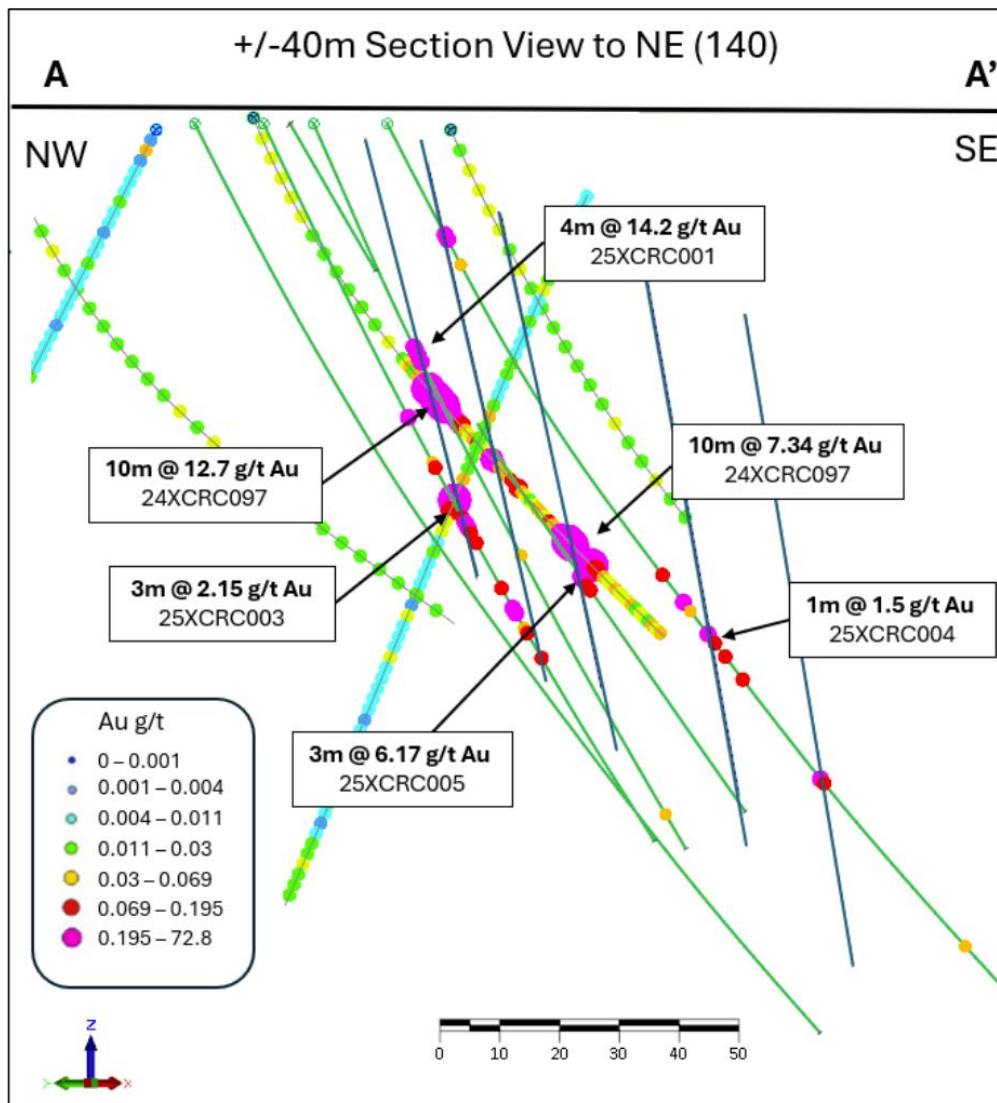 +/-40m Section View to NE (140)
A
A’
NW
SE
4m @ 14.2 g/t Au
25XCRC001
10m @ 12.7 g/t Au
24XCRC097
10m @ 7.34 g/t Au
24XCRC097
3m @ 2.15 g/t Au
25XCRC003
1m @ 1.5 g/t Au
25XCRC004
3m @ 6.17 g/t Au
25XCRC005
Au g/t
0 – 0.001
0.001 – 0.004
0.004 – 0.011
0.011 – 0.03
0.03 – 0.069
0.069 – 0.195
0.195 – 72.8
Z
Y
X
0 10 20 30 40 50